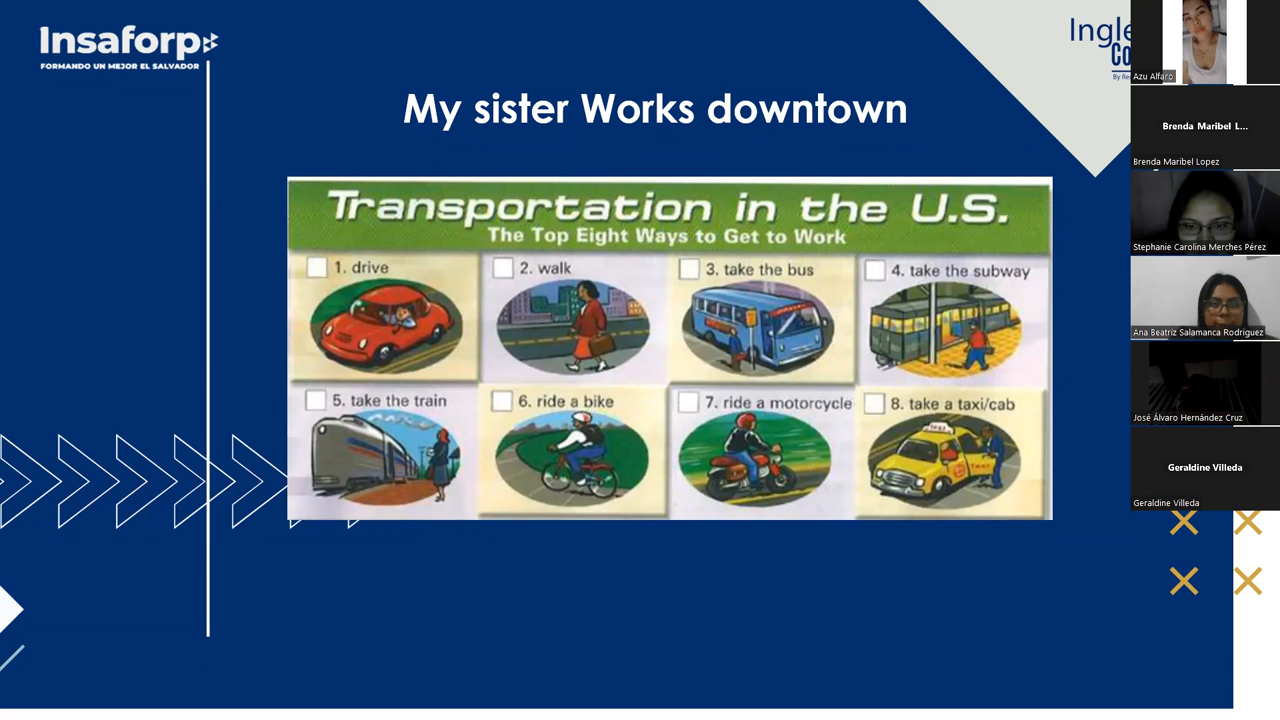 Insaforp
FORMANDO UN MEJOR EL SALVADOR
My sister Works downtown
Transportation in the U.S.
The Top Eight Ways to Get to Work
1. drive
2. walk
3. take the bus
4. take the subway
5. take the train
6. ride a bike
7. ride a motorcycle
8. take a taxi/cab
TAXI
Azu Alfaro
Brenda Maribel L...
Brenda Maribel Lopez
Stephanie Carolina Merches Pérez
Ana Beatriz Salamanca Rodriguez
José Álvaro Hernández Cruz
Geraldine Villeda
Geraldine Villeda